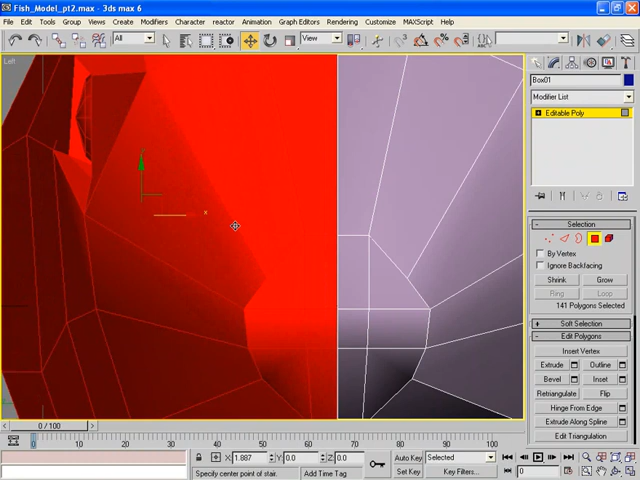 Fish_Model_pt2.max - 3ds max 6
File Edit Tools Group Views Create Modifiers Character reactor Animation Graph Editors Rendering Customize MAXScript Help
All
View
Left
x
Box01
Modifier List
Editable Poly
- Selection
By Vertex
Ignore Backfacing
Shrink Grow
Ring Loop
141 Polygons Selected
+ Soft Selection
- Edit Polygons
Insert Vertex
Extrude Outline
Bevel Inset
Retriangulate Flip
Hinge From Edge
Extrude Along Spline
Edit Triangulation
< 0 / 100 >
0 10 20 30 40 50 60 70 80 90 100
X: 1.887 Y: 0.0 Z: 0.0
Auto Key Selected
Specify center point of stair. Add Time Tag
Set Key Key Filters... 0